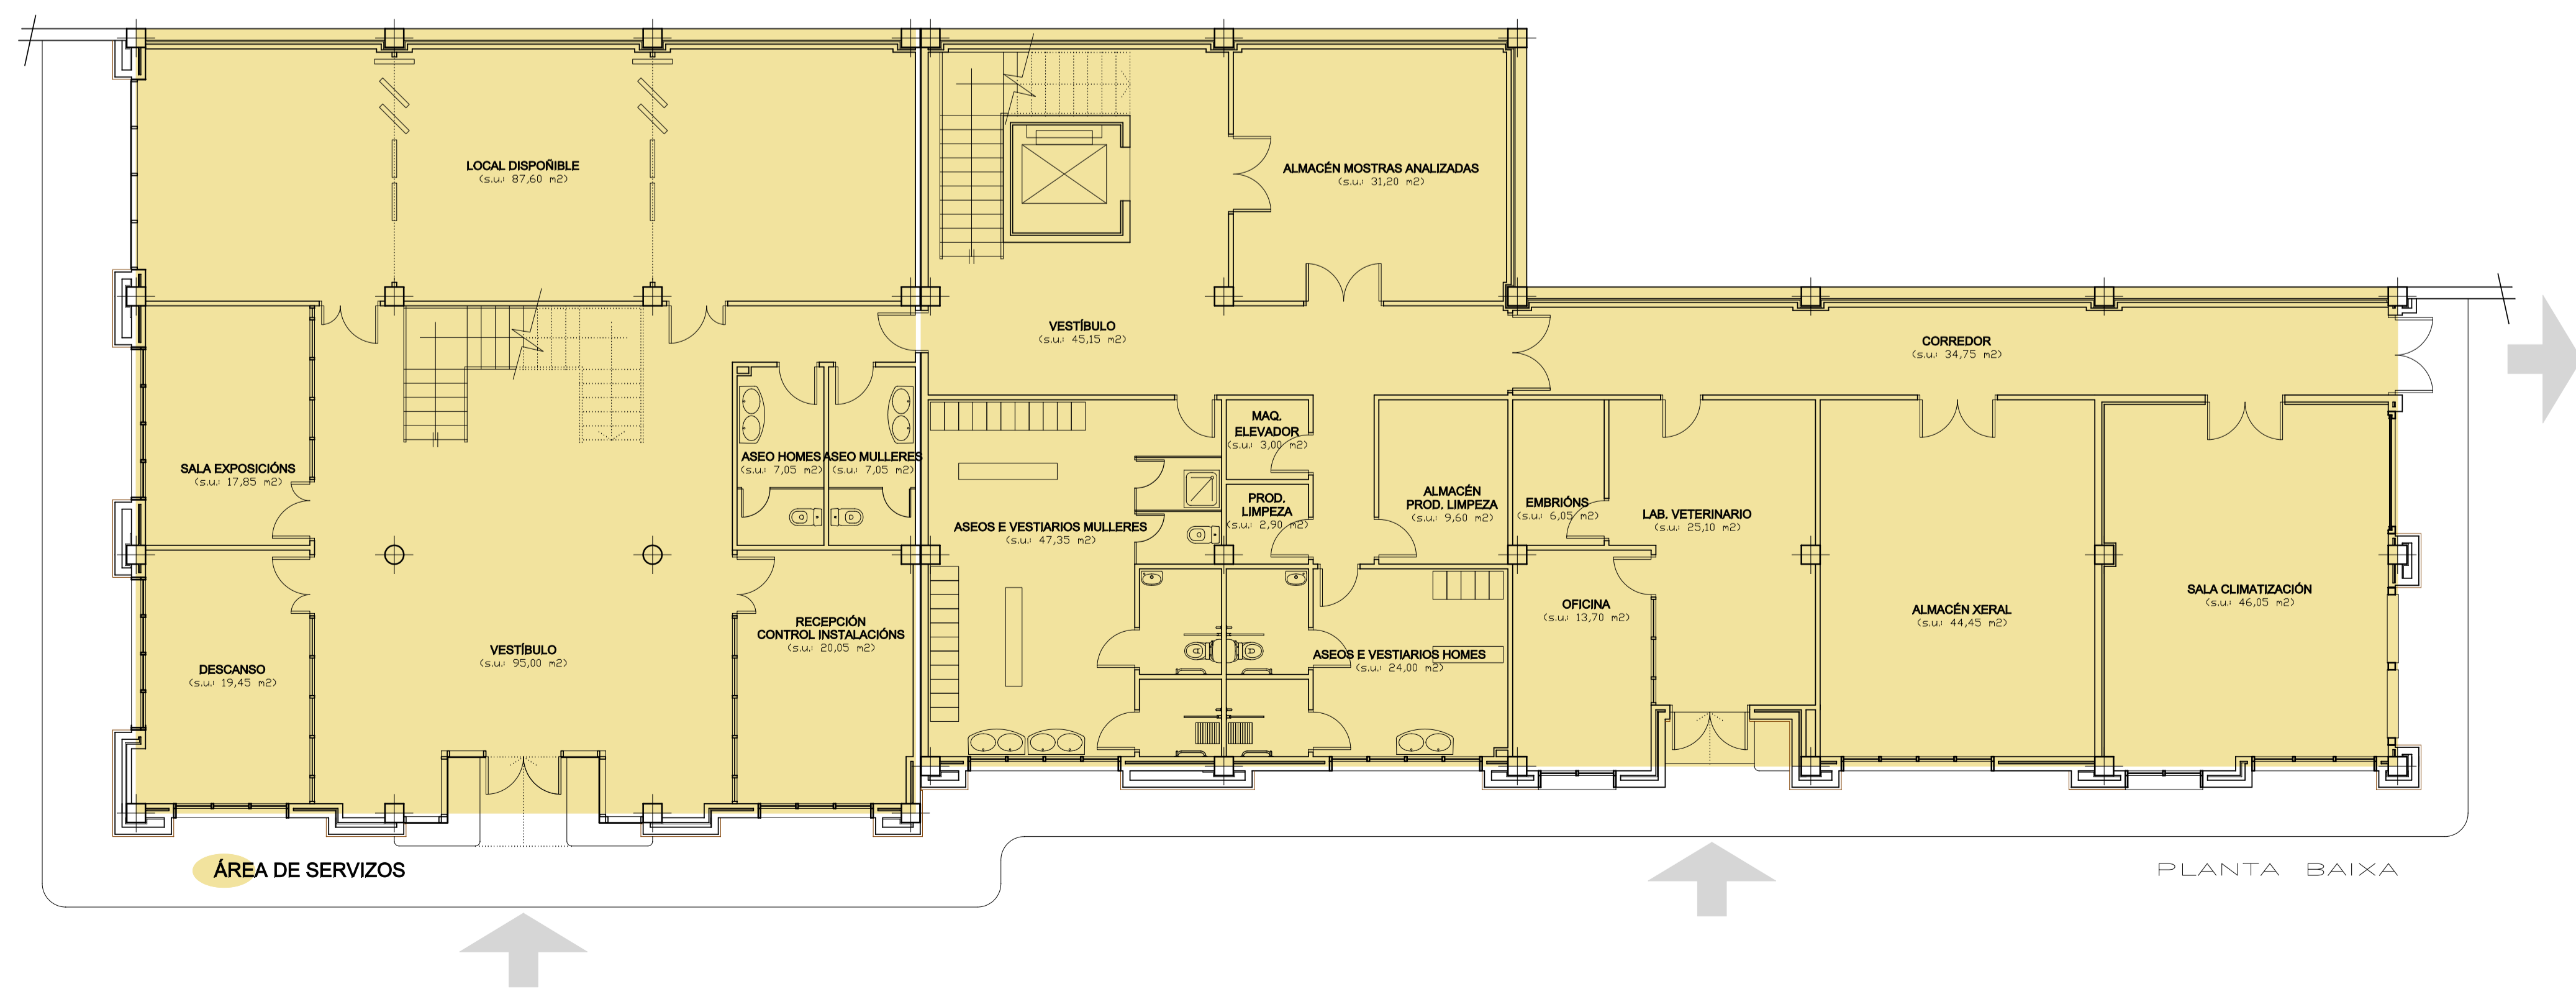 LOCAL DISPOÑIBLE
(s.u.: 87,60 m2)
ALMACÉN MOSTRAS ANALIZADAS
(s.u.: 31,20 m2)
VESTÍBULO
(s.u.: 45,15 m2)
CORREDOR
(s.u.: 34,75 m2)
SALA EXPOSICIÓNS
(s.u.: 17,85 m2)
ASEO HOMES
(s.u.: 7,05 m2)
ASEO MULLERES
(s.u.: 7,05 m2)
MAQ.
ELEVADOR
(s.u.: 3,00 m2)
PROD.
LIMPEZA
(s.u.: 2,90 m2)
ALMACÉN
PROD. LIMPEZA
(s.u.: 9,60 m2)
EMBRIÓNS
(s.u.: 6,05 m2)
LAB. VETERINARIO
(s.u.: 25,10 m2)
ASEOS E VESTIARIOS MULLERES
(s.u.: 47,35 m2)
SALA CLIMATIZACIÓN
(s.u.: 46,05 m2)
OFICINA
(s.u.: 13,70 m2)
ALMACÉN XERAL
(s.u.: 44,45 m2)
DESCANSO
(s.u.: 19,45 m2)
VESTÍBULO
(s.u.: 95,00 m2)
RECEPCIÓN
CONTROL INSTALACIÓNS
(s.u.: 20,05 m2)
ASEOS E VESTIARIOS HOMES
(s.u.: 24,00 m2)
ÁREA DE SERVIZOS
PLANTA BAIXA